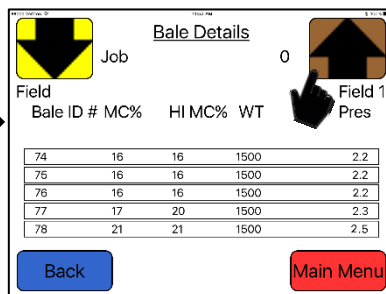 Bale Details
Job 0
Field Field 1
Bale ID # MC% HI MC% WT Pres
74 16 16 1500 2.2
75 16 16 1500 2.2
76 16 16 1500 2.2
77 17 20 1500 2.3
78 21 21 1500 2.5
Back Main Menu